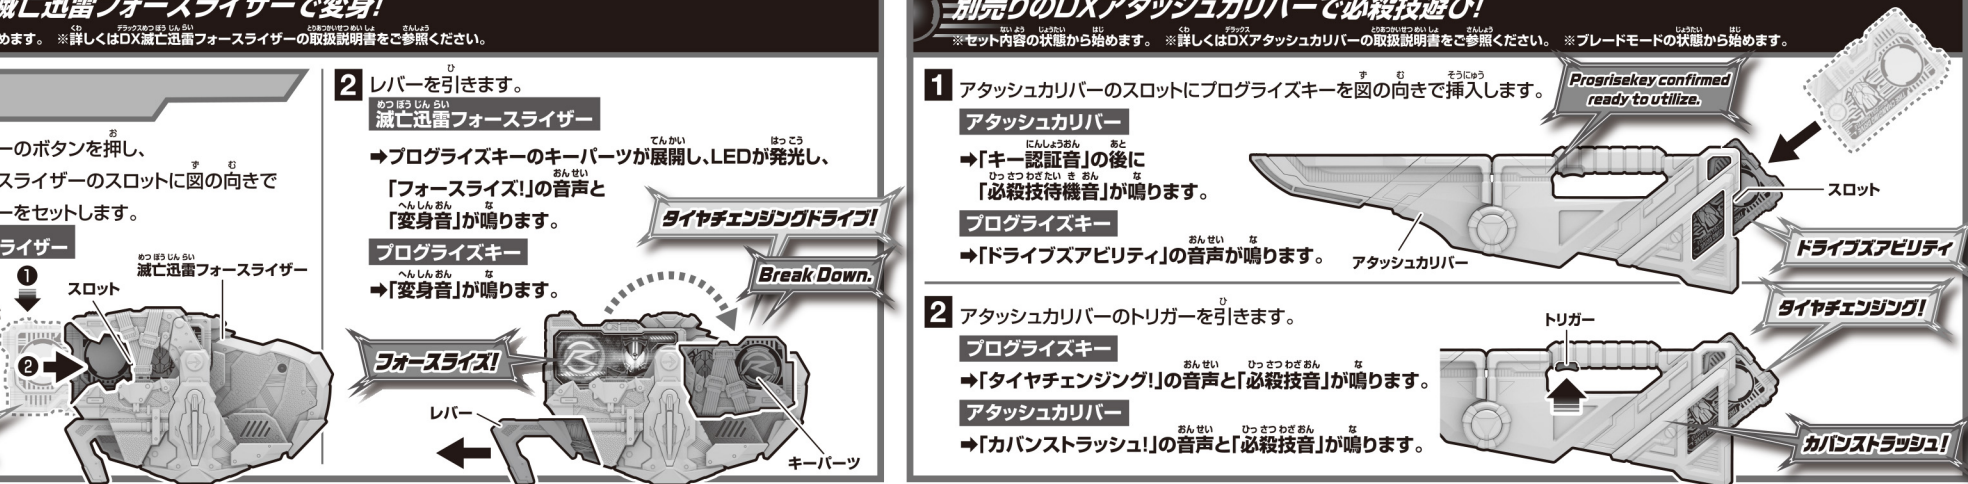 滅亡迅雷フォースライザーで変身!
めます。 ※詳しくはDX滅亡迅雷フォースライザーの取扱説明書をご参照ください。
ーのボタンを押し、
スライザーのスロットに図の向きで
ーをセットします。
ライザー
❶
❷
スロット
滅亡迅雷フォースライザー
2 レバーを引きます。
滅亡迅雷フォースライザー
➡プログライズキーのキーパーツが展開し、LEDが発光し、
「フォースライズ!」の音声と
「変身音」が鳴ります。
プログライズキー
➡「変身音」が鳴ります。
タイヤチェンジングドライブ!
Break Down.
フォースライズ!
レバー
キーパーツ
別売りのDXアタッシュカリバーで必殺技遊び!
※セット内容の状態から始めます。 ※詳しくはDXアタッシュカリバーの取扱説明書をご参照ください。 ※ブレードモードの状態から始めます。
1 アタッシュカリバーのスロットにプログライズキーを図の向きで挿入します。
アタッシュカリバー
➡「キー認証音」の後に
「必殺技待機音」が鳴ります。
プログライズキー
➡「ドライブズアビリティ」の音声が鳴ります。
Progrisekey confirmed
ready to utilize.
スロット
アタッシュカリバー
ドライブズアビリティ
2 アタッシュカリバーのトリガーを引きます。
プログライズキー
➡「タイヤチェンジング!」の音声と「必殺技音」が鳴ります。
アタッシュカリバー
➡「カバンストラッシュ!」の音声と「必殺技音」が鳴ります。
トリガー
タイヤチェンジング!
カバンストラッシュ!